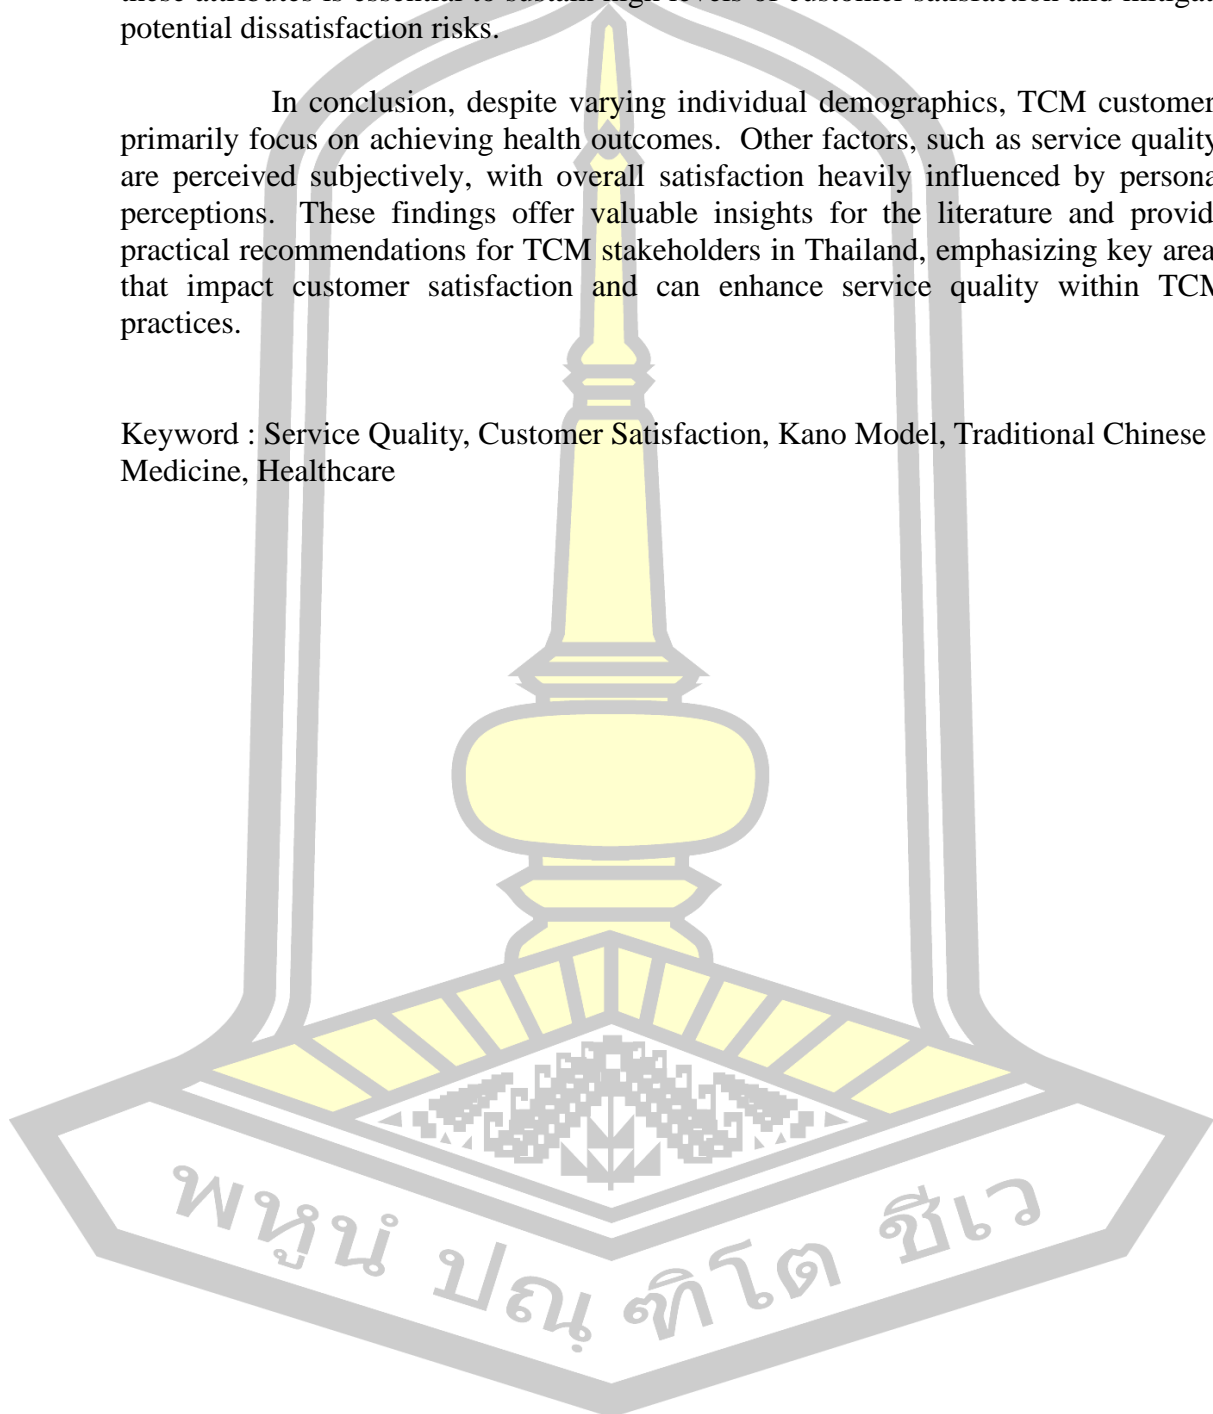 potential dissatisfaction risks.
In conclusion, despite varying individual demographics, TCM customer
primarily focus on achieving health outcomes. Other factors, such as service quality
are perceived subjectively, with overall satisfaction heavily influenced by persona
perceptions. These findings offer valuable insights for the literature and provid
practical recommendations for TCM stakeholders in Thailand, emphasizing key area
that impact customer satisfaction and can enhance service quality within TCM
practices.
Keyword : Service Quality, Customer Satisfaction, Kano Model, Traditional Chinese
Medicine, Healthcare
พหูนํ ปณฺฑิโต ชีเว